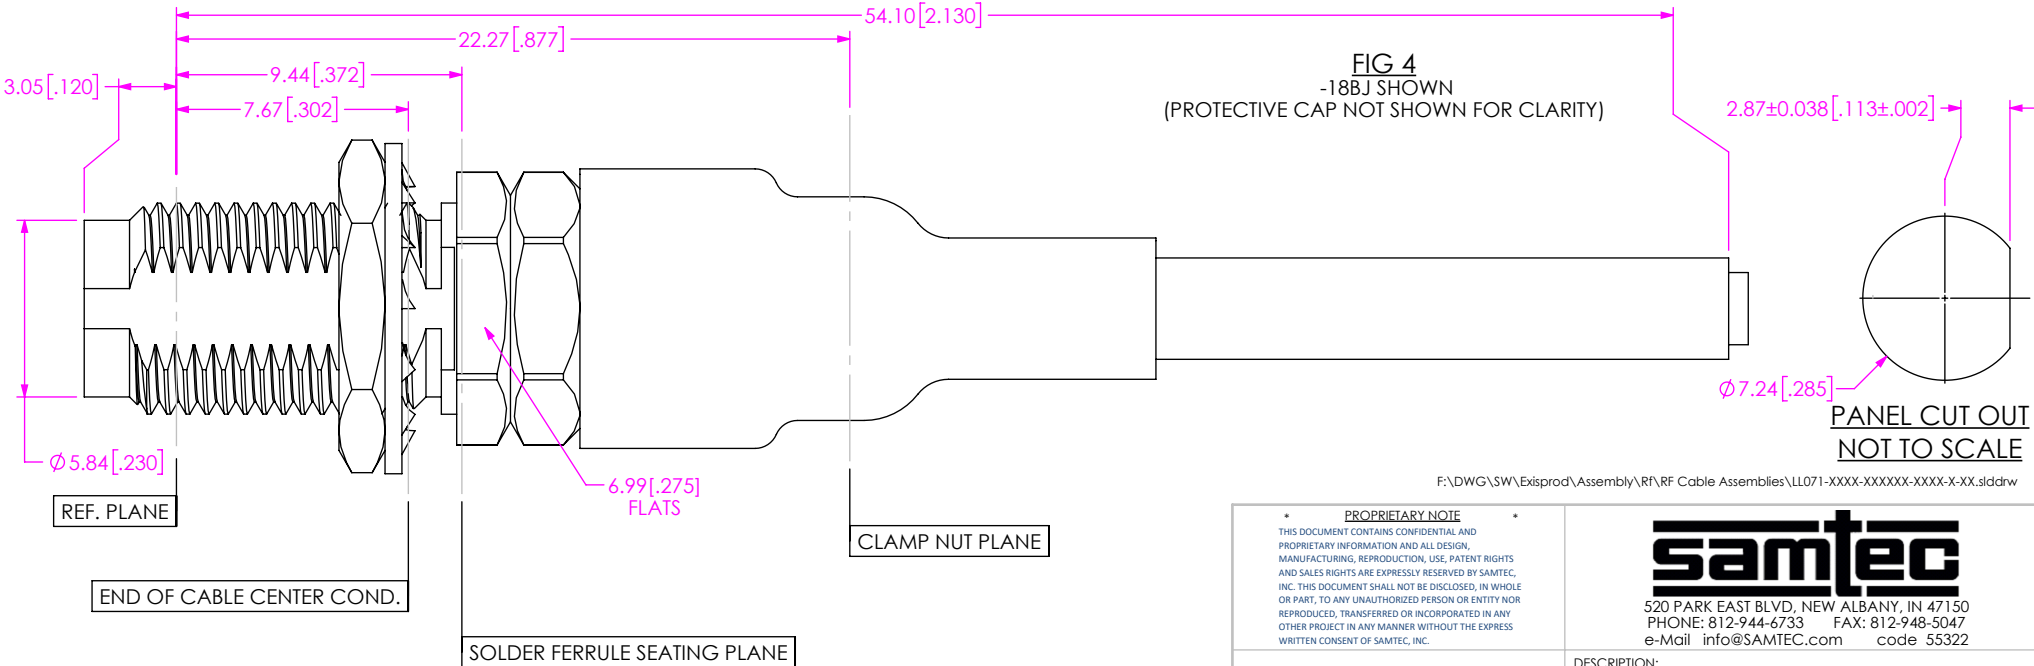 54.10[2.130]
22.27[.877]
9.44[.372]
3.05[.120]
7.67[.302]
FIG 4
-18BJ SHOWN
(PROTECTIVE CAP NOT SHOWN FOR CLARITY)
2.87±0.038[.113±.002]
Ø7.24[.285]
PANEL CUT OUT
NOT TO SCALE
Ø5.84[.230]
REF. PLANE
6.99[.275]
FLATS
CLAMP NUT PLANE
END OF CABLE CENTER COND.
SOLDER FERRULE SEATING PLANE
F:\DWG\SW\Exisprod\Assembly\Rf\RF Cable Assemblies\LL071-XXXX-XXXXXX-XXXX-X-XX.slddrw
* PROPRIETARY NOTE *
THIS DOCUMENT CONTAINS CONFIDENTIAL AND
PROPRIETARY INFORMATION AND ALL DESIGN,
MANUFACTURING, REPRODUCTION, USE, PATENT RIGHTS
AND SALES RIGHTS ARE EXPRESSLY RESERVED BY SAMTEC,
INC. THIS DOCUMENT SHALL NOT BE DISCLOSED, IN WHOLE
OR PART, TO ANY UNAUTHORIZED PERSON OR ENTITY NOR
REPRODUCED, TRANSFERRED OR INCORPORATED IN ANY
OTHER PROJECT IN ANY MANNER WITHOUT THE EXPRESS
WRITTEN CONSENT OF SAMTEC, INC.
samtec
520 PARK EAST BLVD, NEW ALBANY, IN 47150
PHONE: 812-944-6733 FAX: 812-948-5047
e-Mail info@SAMTEC.com code 55322
DESCRIPTION: